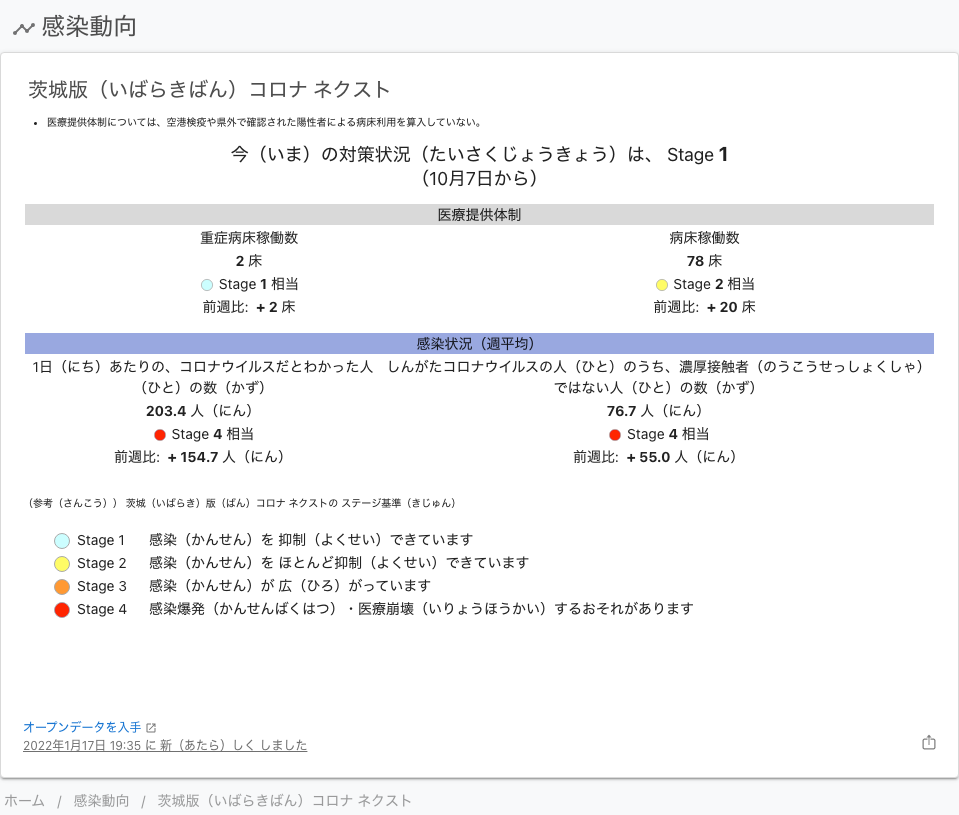 感染動向
茨城版（いばらきばん）コロナ ネクスト
• 医療提供体制については、空港検疫や県外で確認された陽性者による病床利用を算入していない。
今（いま）の対策状況（たいさくじょうきょう）は、 Stage 1
（10月7日から）
医療提供体制
重症病床稼働数
2 床
Stage 1 相当
前週比: + 2 床
病床稼働数
78 床
Stage 2 相当
前週比: + 20 床
感染状況（週平均）
1日（にち）あたりの、コロナウイルスだとわかった人
（ひと）の数（かず）
203.4 人（にん）
Stage 4 相当
前週比: + 154.7 人（にん）
しんがたコロナウイルスの人（ひと）のうち、濃厚接触者（のうこうせっしょくしゃ）
ではない人（ひと）の数（かず）
76.7 人（にん）
Stage 4 相当
前週比: + 55.0 人（にん）
（参考（さんこう）） 茨城（いばらき）版（ばん）コロナ ネクストの ステージ基準（きじゅん）
Stage 1 感染（かんせん）を 抑制（よくせい）できています
Stage 2 感染（かんせん）を ほとんど抑制（よくせい）できています
Stage 3 感染（かんせん）が 広（ひろ）がっています
Stage 4 感染爆発（かんせんばくはつ）・医療崩壊（いりょうほうかい）するおそれがあります
オープンデータを入手
2022年1月17日 19:35 に 新（あたら）しく しました
ホーム / 感染動向 / 茨城版（いばらきばん）コロナ ネクスト